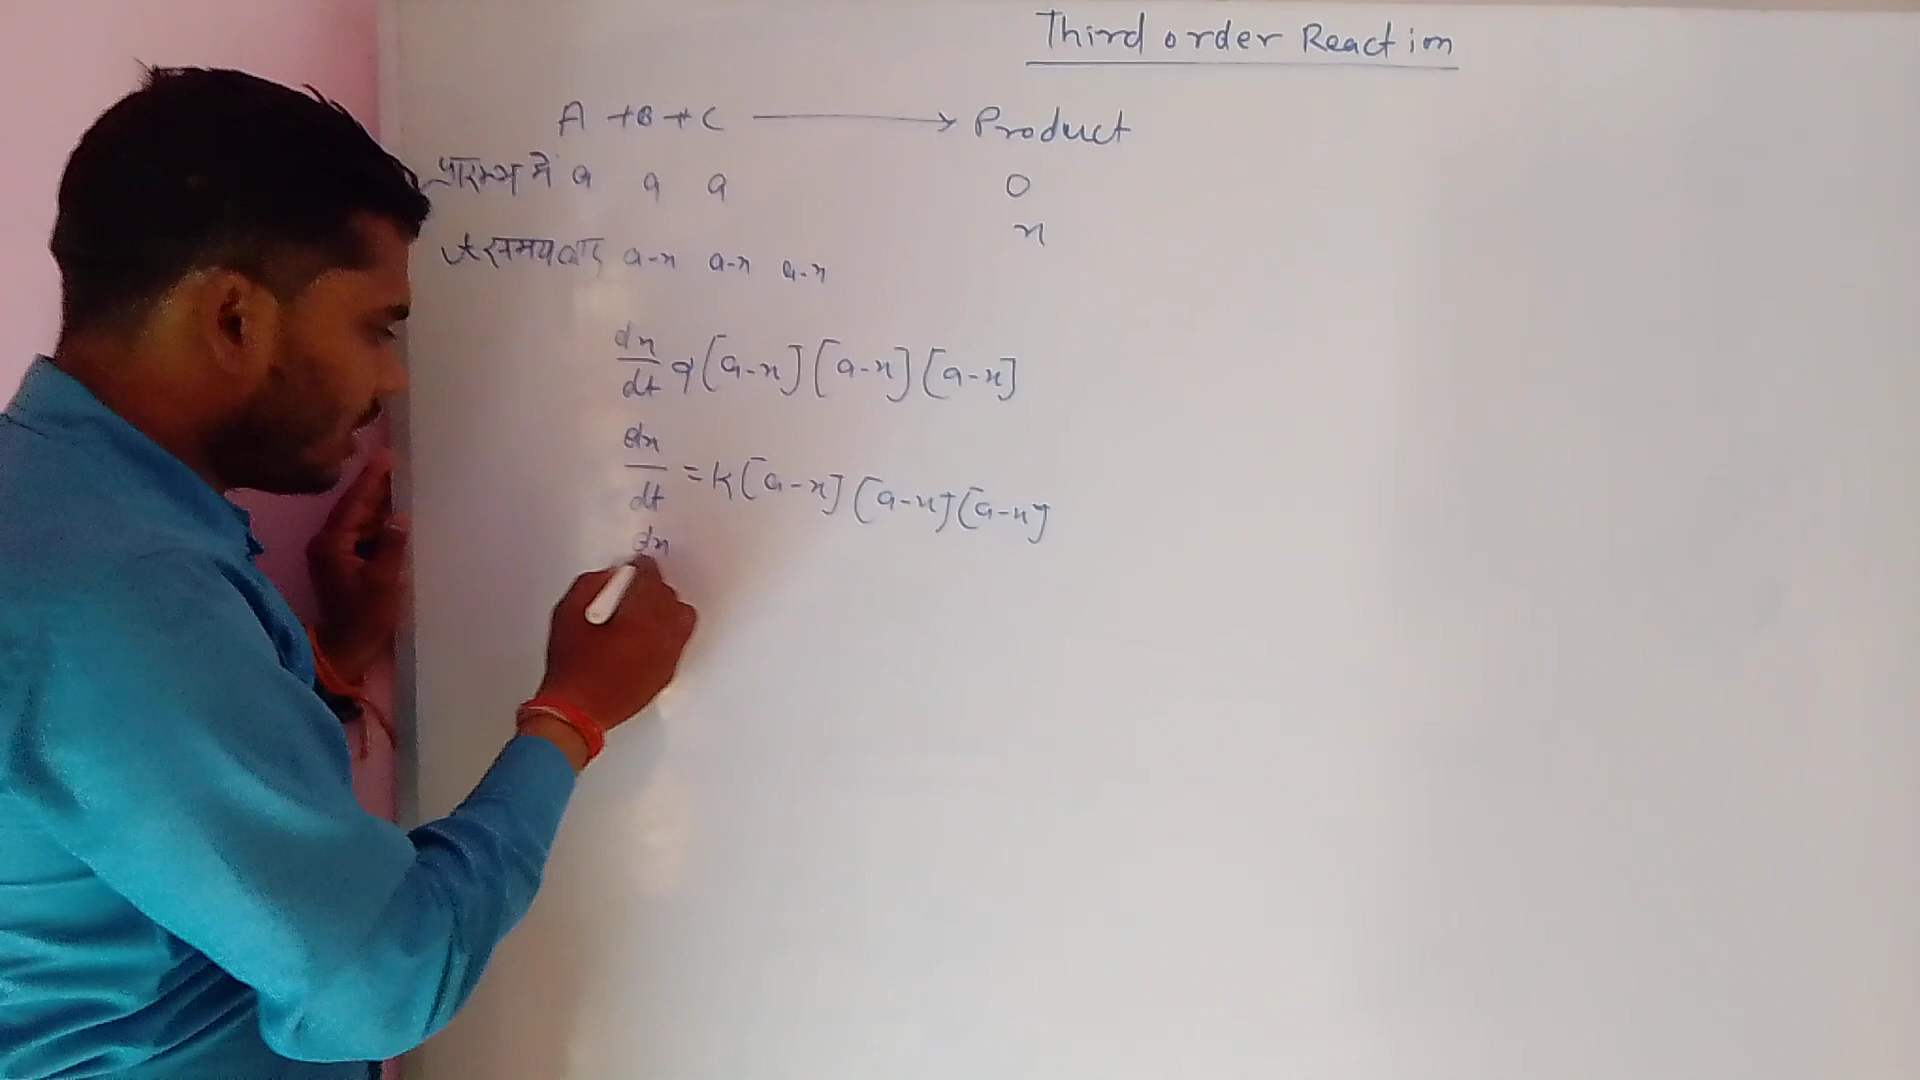 Third order Reaction
A + B + C ⟶ Product
प्रारम्भ में a a a 0
t समय बाद a-x a-x a-x x
dx/dt ∝ [a-x] [a-x] [a-x]
dx/dt = k [a-x] [a-x] [a-x]
dx